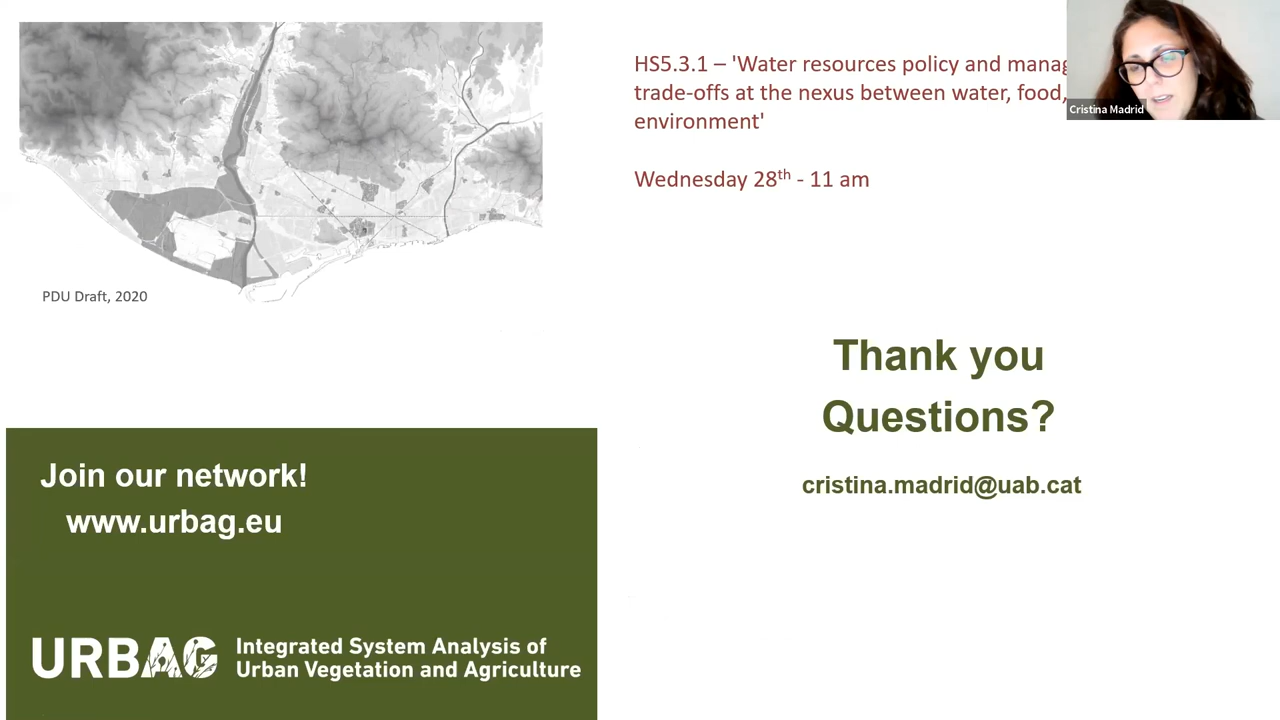 HS5.3.1 – 'Water resources policy and manag
trade-offs at the nexus between water, food,
environment'
Wednesday 28th - 11 am
Cristina Madrid
PDU Draft, 2020
Thank you
Questions?
cristina.madrid@uab.cat
Join our network!
www.urbag.eu
URBAG
Integrated System Analysis of
Urban Vegetation and Agriculture